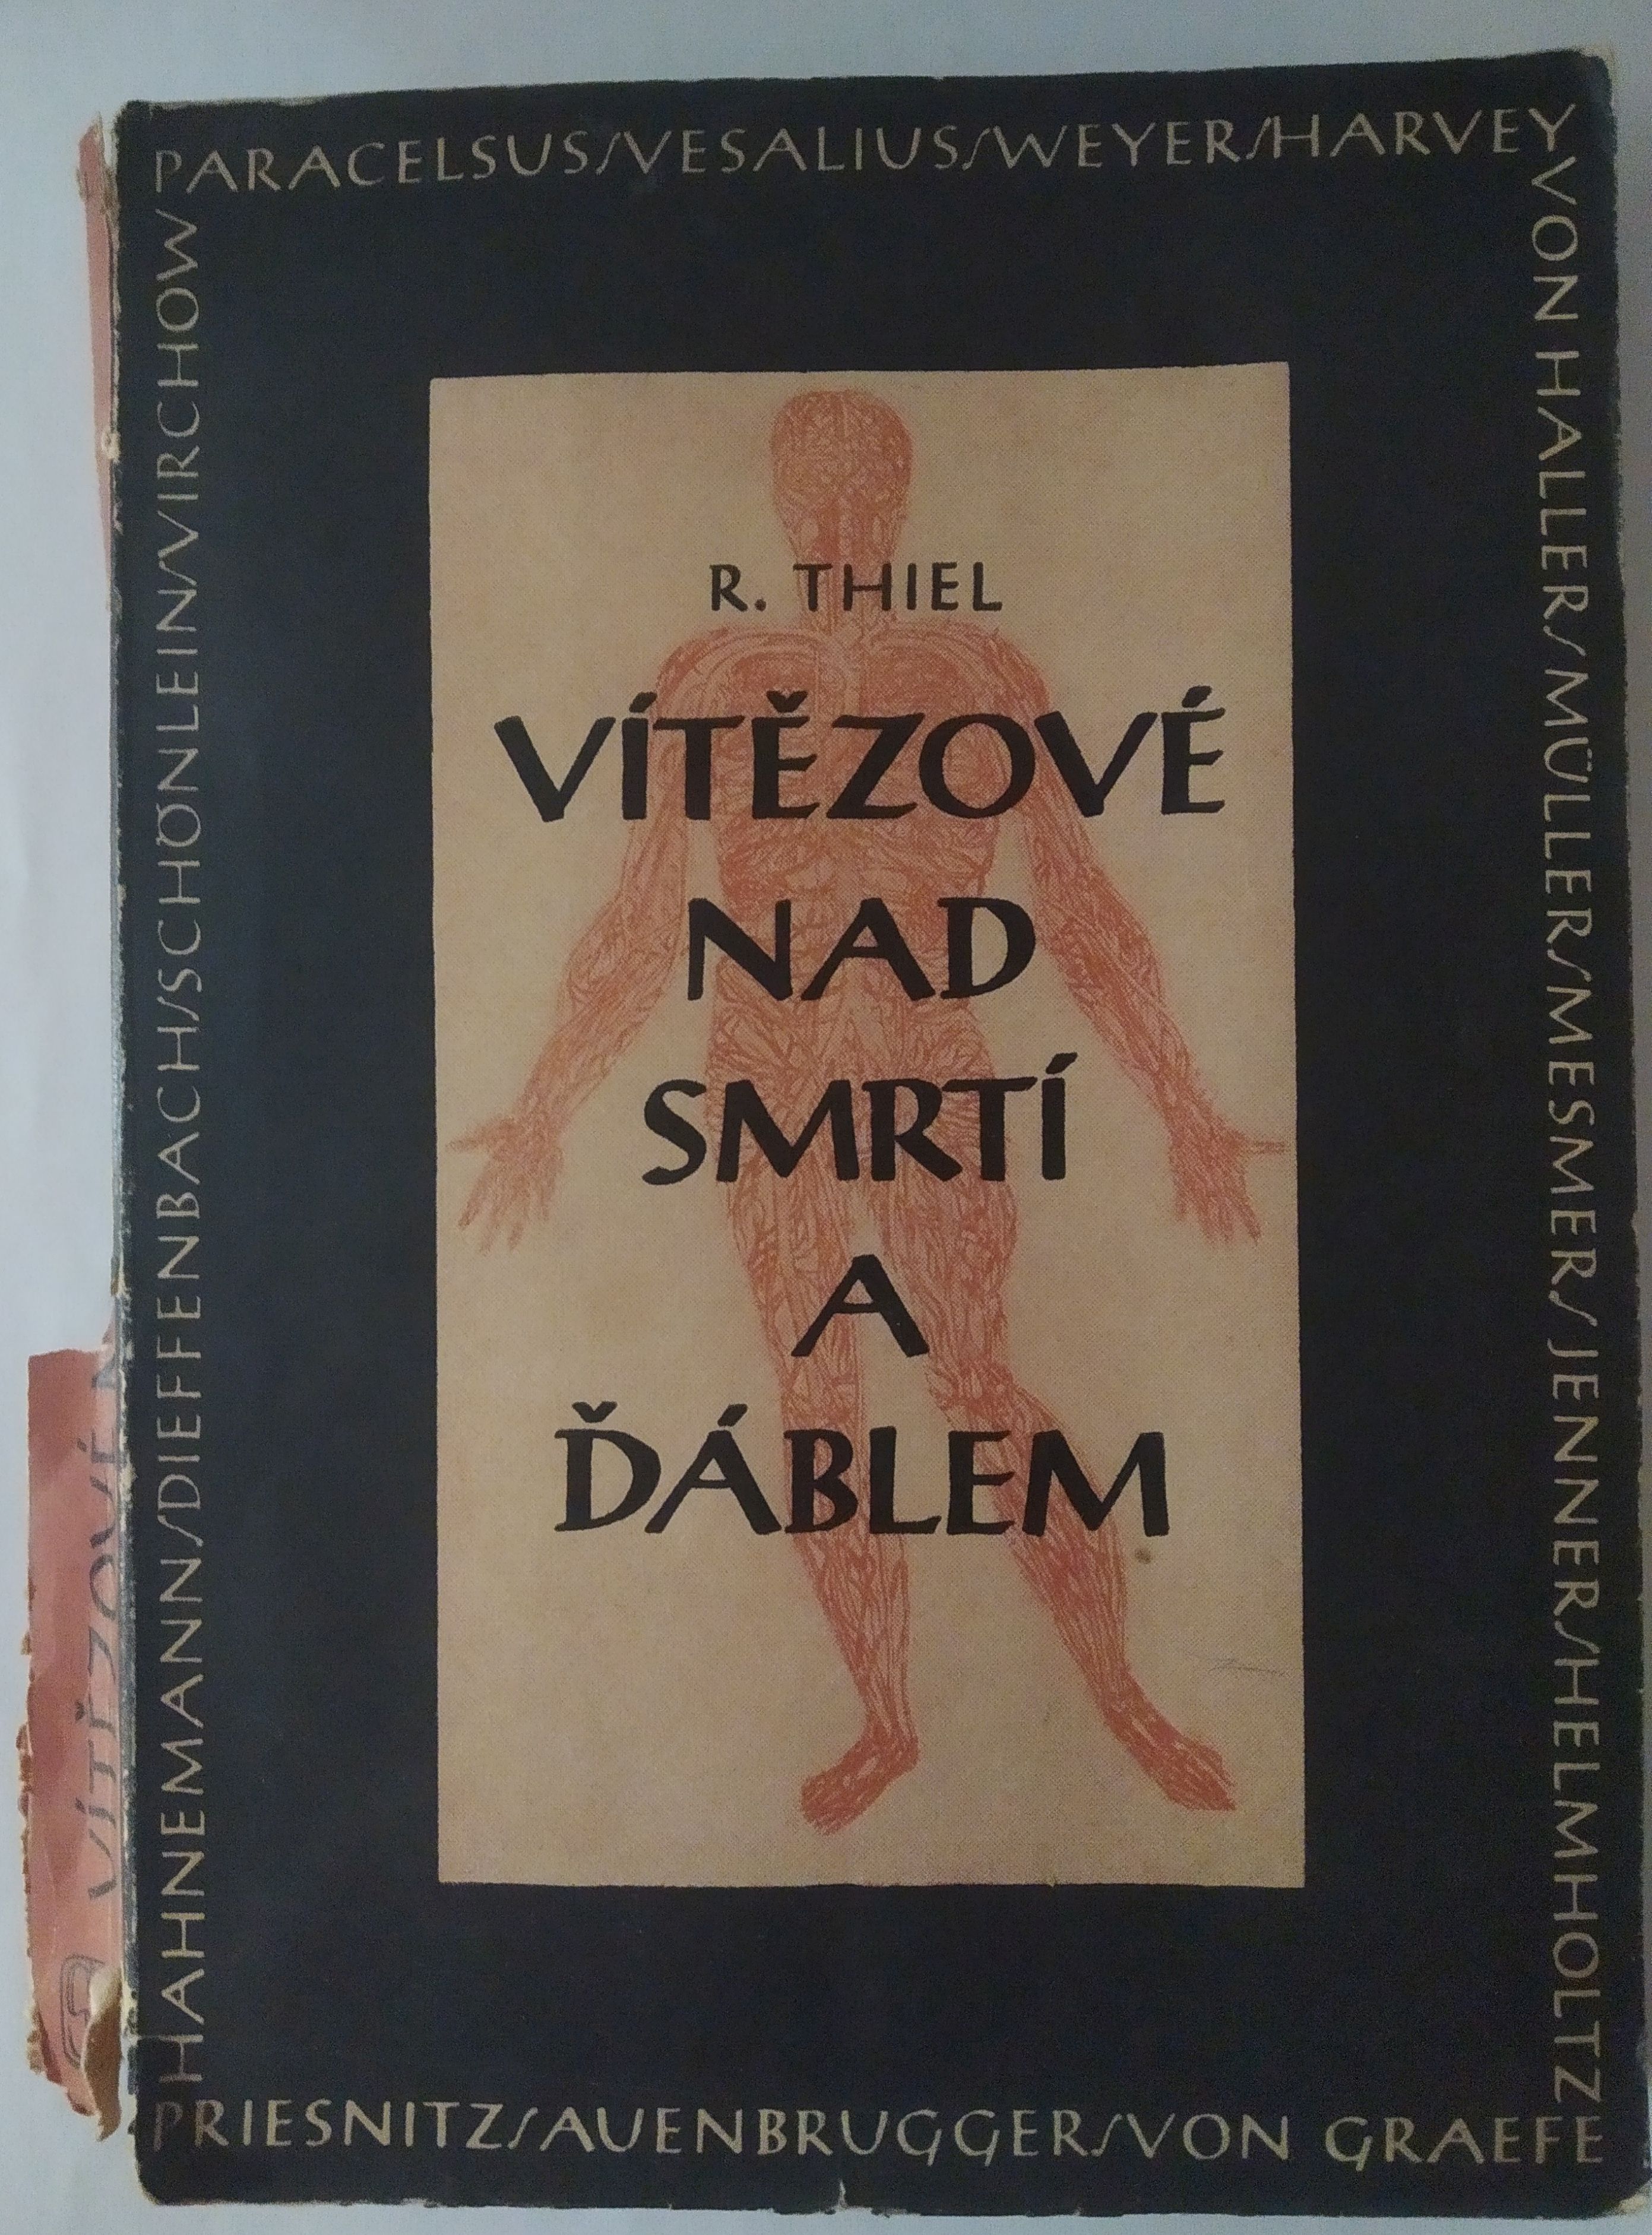 PARACELSUS/VESALIUS/WEYER/HARVEY
VON HALLER/MÜLLER/MESMER/JENNER/HELMHOLTZ
R. THIEL
VÍTĚZOVÉ
NAD
SMRTÍ
A
ĎÁBLEM
HAHNEMANN/DIEFFENBACH/SCHÖNLEIN/VIRCHOW
PRIESNITZ/AUENBRUGGER/VON GRAEFE
VÍTĚZOVÉ N